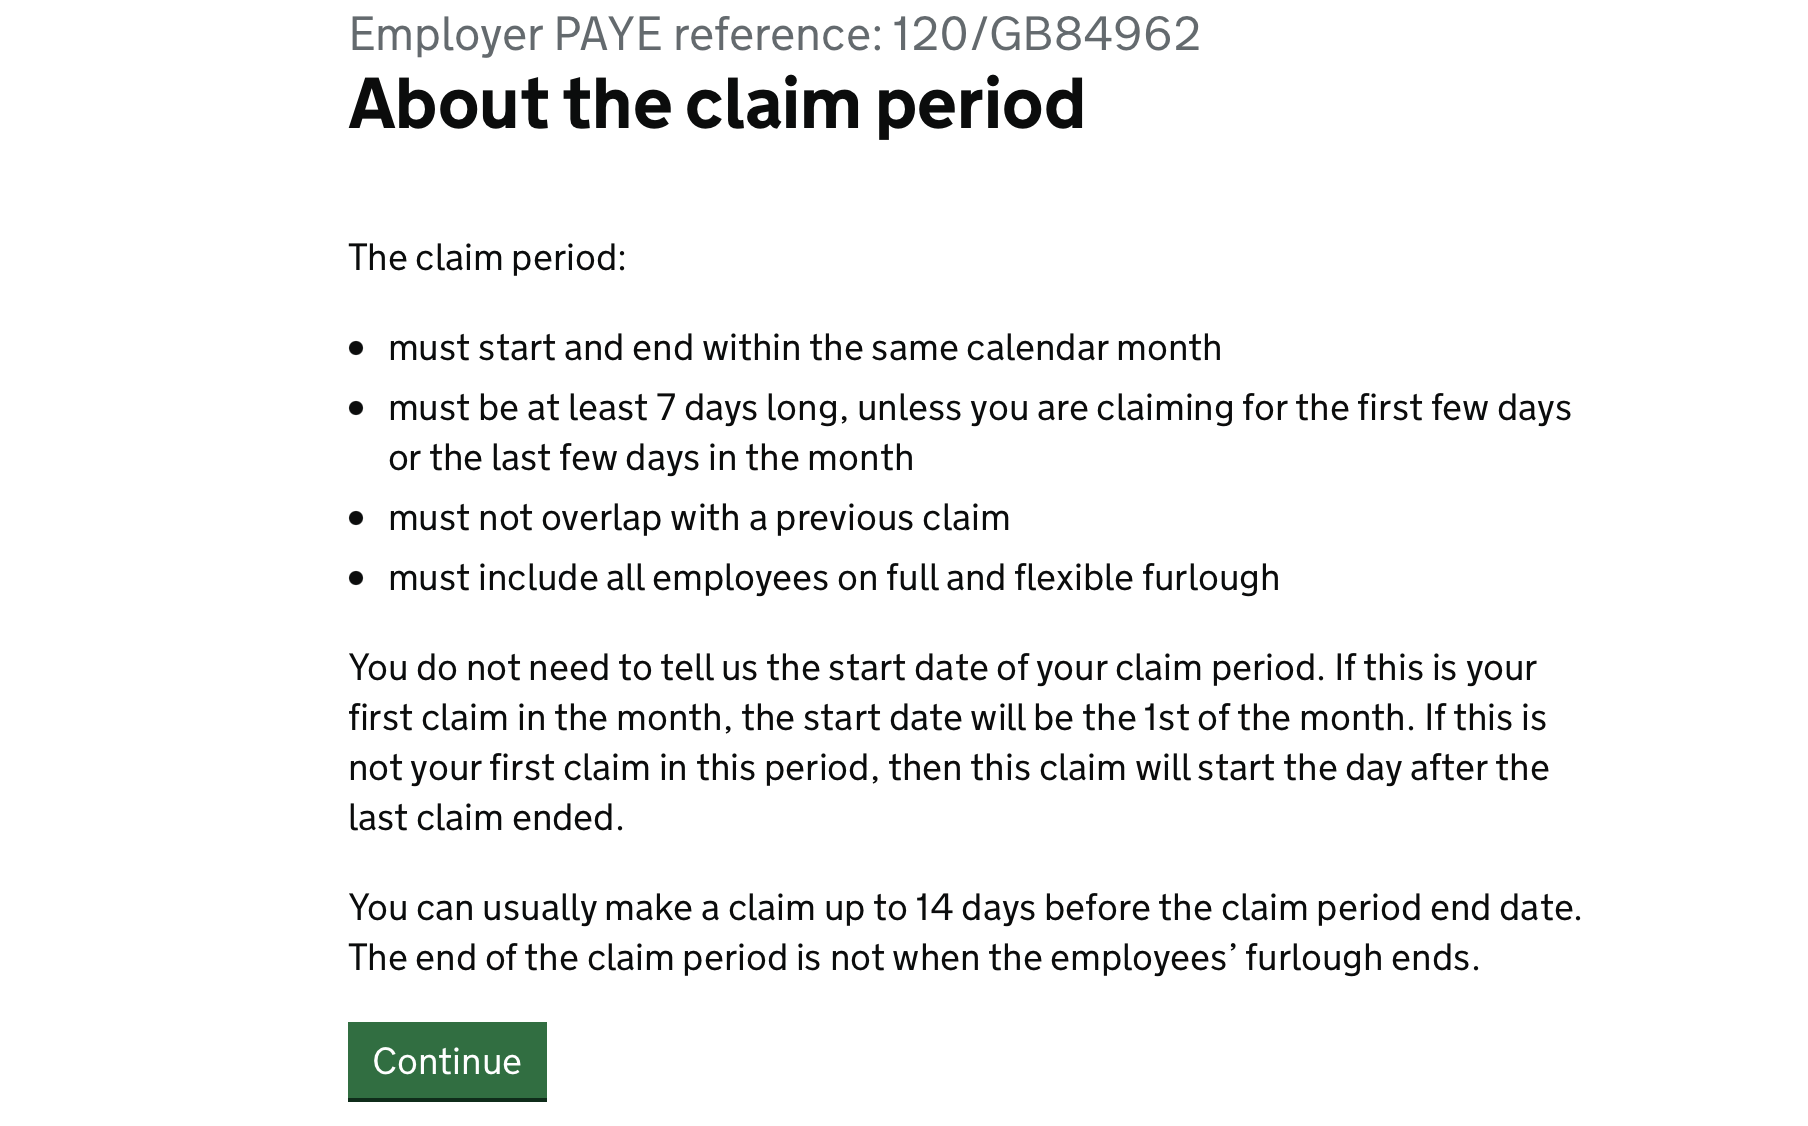 Employer PAYE reference: 120/GB84962
About the claim period
The claim period:
• must start and end within the same calendar month
• must be at least 7 days long, unless you are claiming for the first few days
or the last few days in the month
• must not overlap with a previous claim
• must include all employees on full and flexible furlough
You do not need to tell us the start date of your claim period. If this is your
first claim in the month, the start date will be the 1st of the month. If this is
not your first claim in this period, then this claim will start the day after the
last claim ended.
You can usually make a claim up to 14 days before the claim period end date.
The end of the claim period is not when the employees’ furlough ends.
Continue